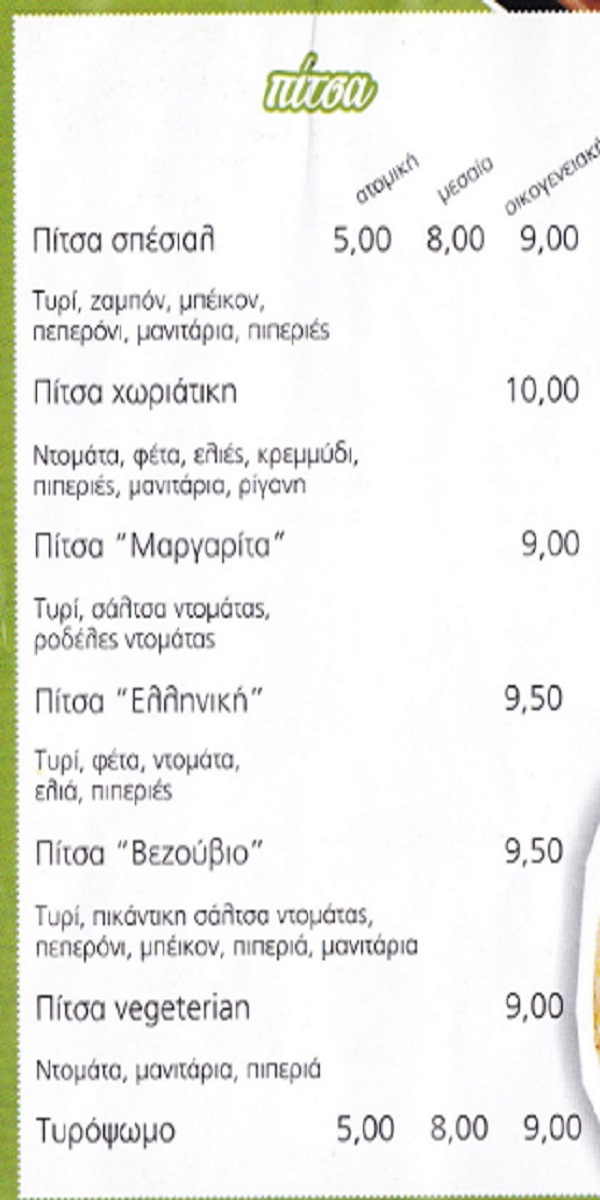 πίτσα
ατομική μεσαία οικογενειακή
Πίτσα σπέσιαλ 5,00 8,00 9,00
Τυρί, ζαμπόν, μπέικον,
πεπερόνι, μανιτάρια, πιπεριές
Πίτσα χωριάτικη 10,00
Ντομάτα, φέτα, ελιές, κρεμμύδι,
πιπεριές, μανιτάρια, ρίγανη
Πίτσα “Μαργαρίτα” 9,00
Τυρί, σάλτσα ντομάτας,
ροδέλες ντομάτας
Πίτσα “Ελληνική” 9,50
Τυρί, φέτα, ντομάτα,
ελιά, πιπεριές
Πίτσα “Βεζούβιο” 9,50
Τυρί, πικάντικη σάλτσα ντομάτας,
πεπερόνι, μπέικον, πιπεριά, μανιτάρια
Πίτσα vegeterian 9,00
Ντομάτα, μανιτάρια, πιπεριά
Τυρόψωμο 5,00 8,00 9,00